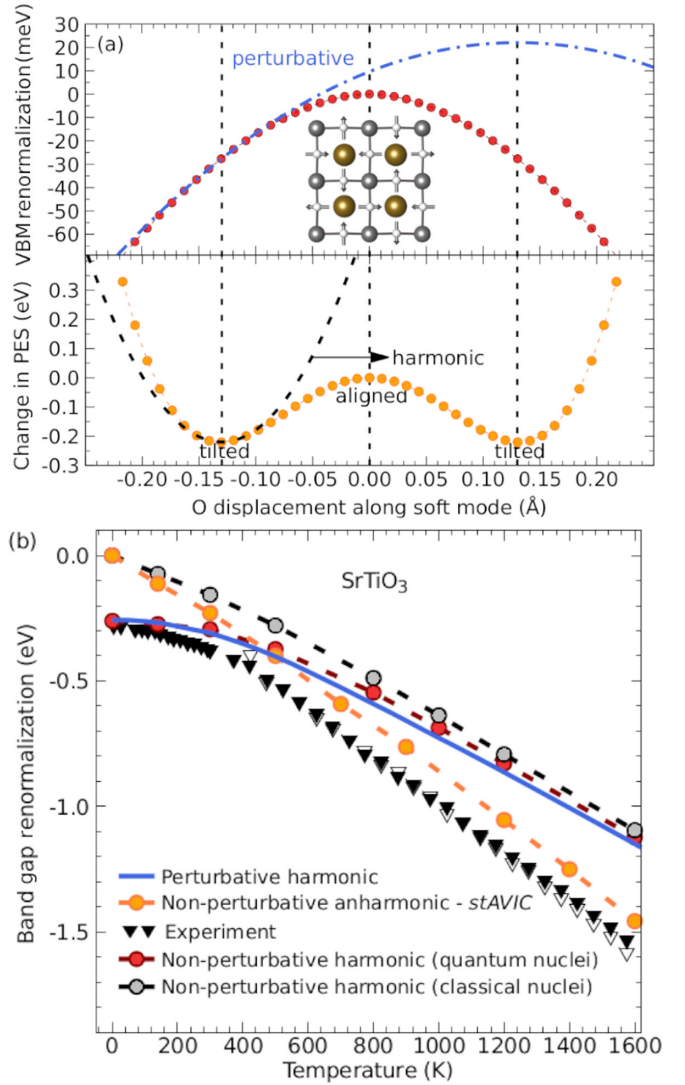 (a)
VBM renormalization(meV)
30
20
10
0
-10
-20
-30
-40
-50
-60
perturbative
Change in PES (eV)
0.3
0.2
0.1
0.0
-0.1
-0.2
-0.3
harmonic
aligned
tilted
tilted
-0.20 -0.15 -0.10 -0.05 0.00 0.05 0.10 0.15 0.20
O displacement along soft mode (Å)
(b)
SrTiO3
Band gap renormalization (eV)
0.0
-0.5
-1.0
-1.5
Perturbative harmonic
Non-perturbative anharmonic - stAVIC
Experiment
Non-perturbative harmonic (quantum nuclei)
Non-perturbative harmonic (classical nuclei)
0 200 400 600 800 1000 1200 1400 1600
Temperature (K)